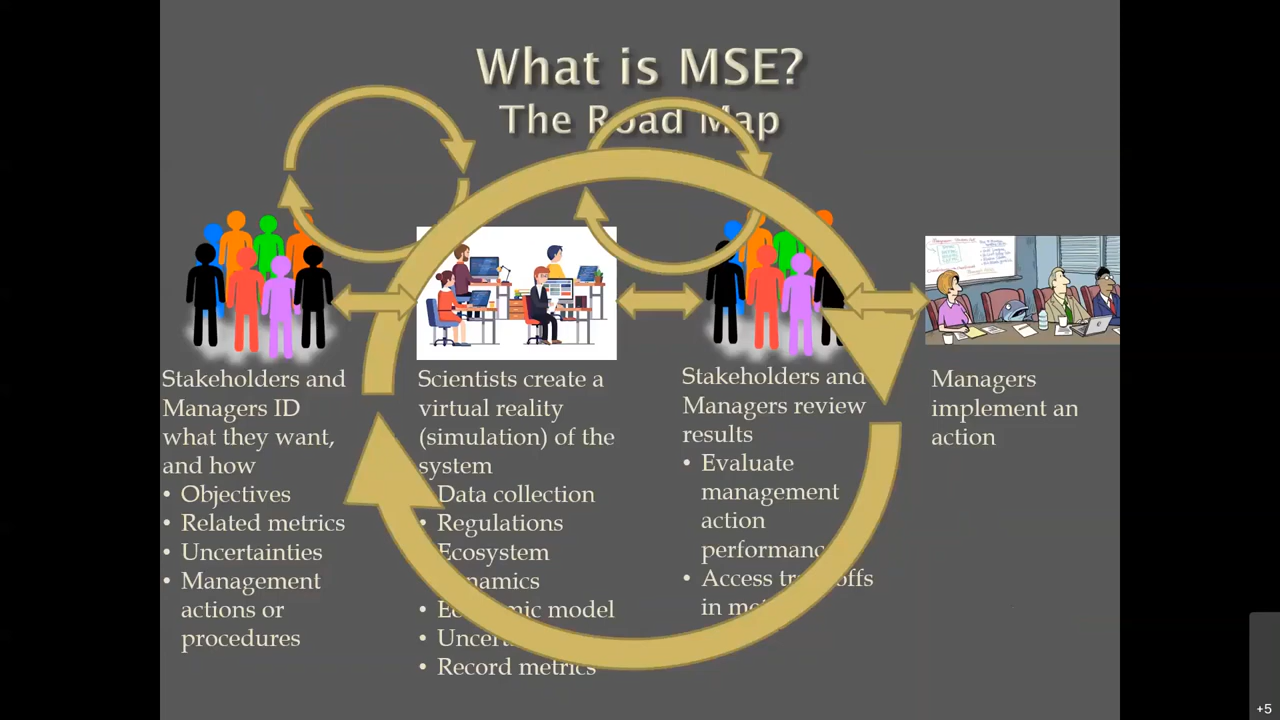 What is MSE?
The Road Map
Stakeholders and
Managers ID
what they want,
and how
• Objectives
• Related metrics
• Uncertainties
• Management
actions or
procedures
Scientists create a
virtual reality
(simulation) of the
system
Data collection
• Regulations
Ecosystem
• model
• Record metrics
Stakeholders and
Managers review
results
• Evaluate
management
action
• Access
in
Managers
implement an
action
+5